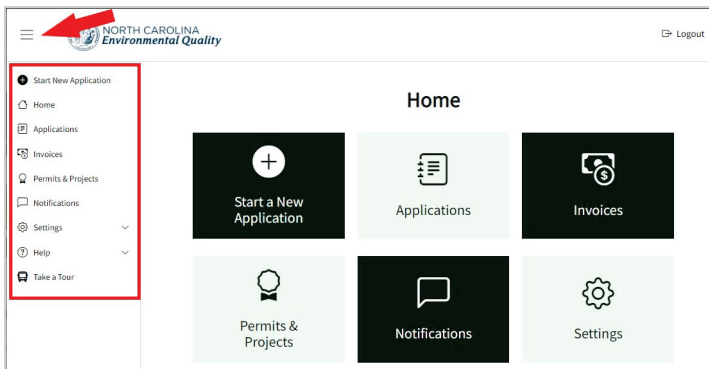 NORTH CAROLINA
Environmental Quality
Logout
Start New Application
Home
Applications
Invoices
Permits & Projects
Notifications
Settings
Help
Take a Tour
Home
Start a New
Application
Applications
Invoices
Permits &
Projects
Notifications
Settings